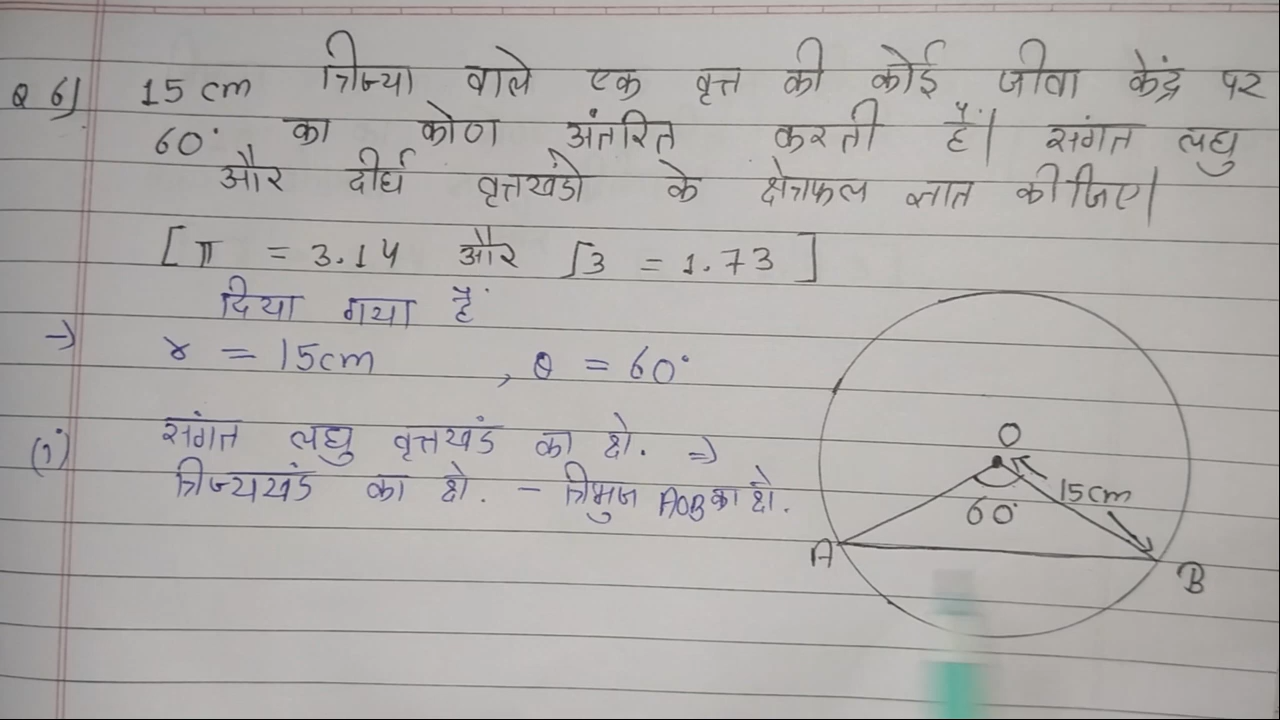 Q 6) 15 cm त्रिज्या वाले एक वृत्त की कोई जीवा केंद्र पर
60° का कोण अंतरित करती हैं। संगत लघु
और दीर्घ वृत्तखंडो के क्षेत्रफल ज्ञात कीजिए।
[ π = 3.14 और √3 = 1.73 ]
दिया गया हैं
→ r = 15cm , θ = 60°
(i) संगत लघु वृत्तखंड का क्षे. ⇒
त्रिज्यखंड का क्षे. - त्रिभुज AOB का क्षे.
O
15cm
60°
A
B